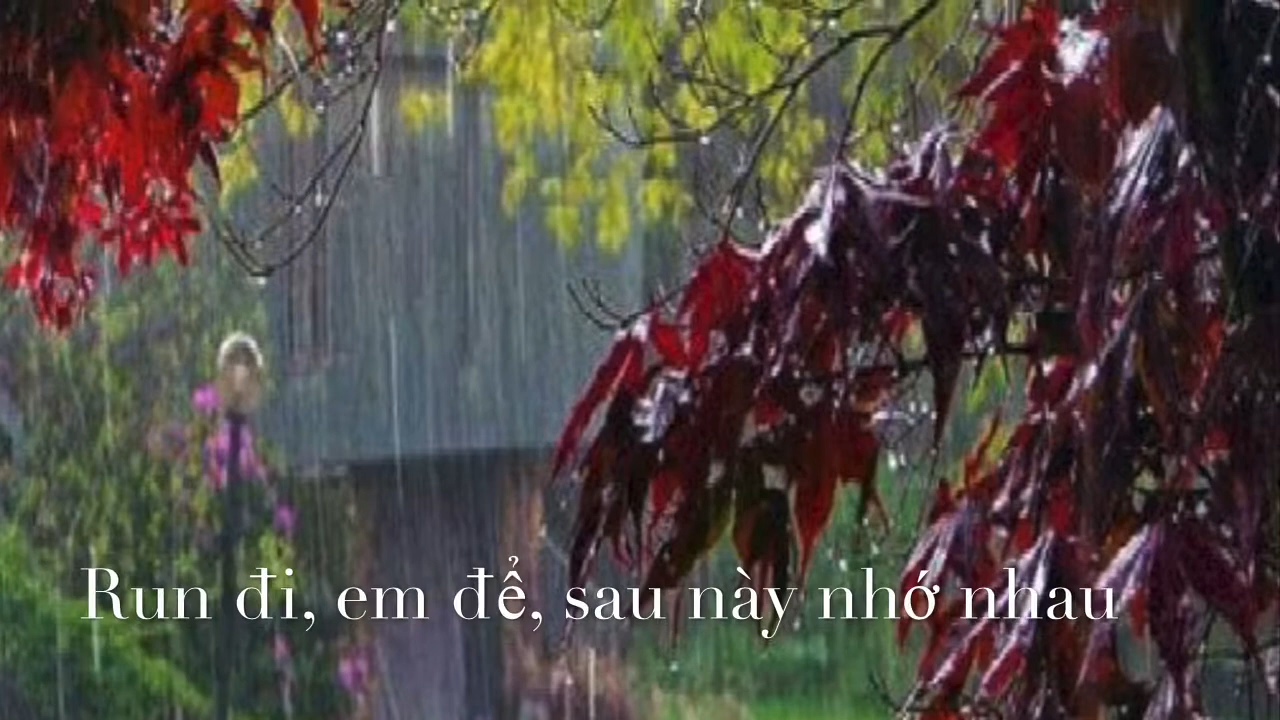 Run đi, em để, sau này nhớ nhau